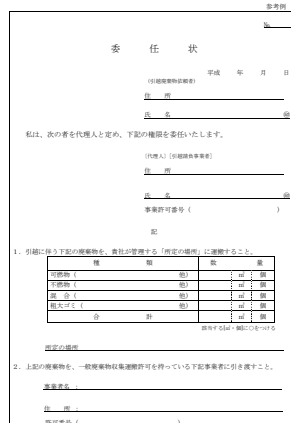 参考例
№
委 任 状
平成 年 月 日
（引越廃棄物依頼者）
住 所
氏 名 ㊞
私は、次の者を代理人と定め、下記の権限を委任いたします。
（代理人）［引越請負事業者］
住 所
氏 名 ㊞
事業許可番号（ ）
記
１．引越に伴う下記の廃棄物を、貴社が管理する「所定の場所」に運搬すること。
種 類 数 量
可燃物（ 他） ㎥ 個
不燃物（ 他） ㎥ 個
混 合（ 他） ㎥ 個
粗大ゴミ（ 他） ㎥ 個
合 計 ㎥ 個
該当する[㎥・個]に○をつける
所定の場所
２．上記の廃棄物を、一般廃棄物収集運搬許可を持っている下記事業者に引き渡すこと。
事業者名 ：
住 所 ：
許可番号（ ）